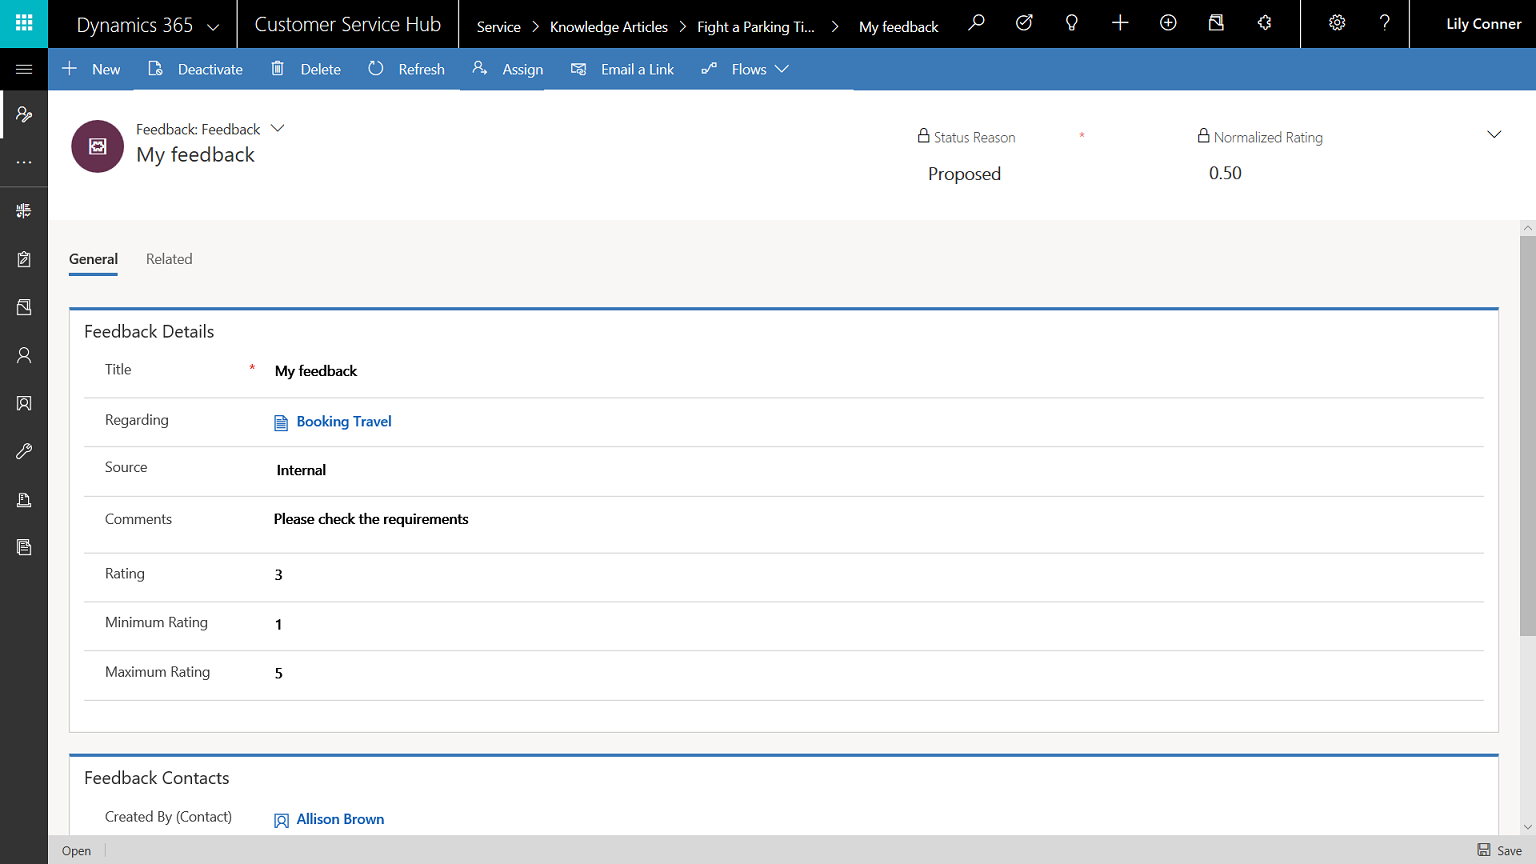 Dynamics 365 Customer Service Hub Service > Knowledge Articles > Fight a Parking Ti... > My feedback Lily Conner
New Deactivate Delete Refresh Assign Email a Link Flows
Feedback: Feedback
My feedback
Status Reason * Normalized Rating
Proposed 0.50
General Related
Feedback Details
Title * My feedback
Regarding Booking Travel
Source Internal
Comments Please check the requirements
Rating 3
Minimum Rating 1
Maximum Rating 5
Feedback Contacts
Created By (Contact) Allison Brown
Open Save